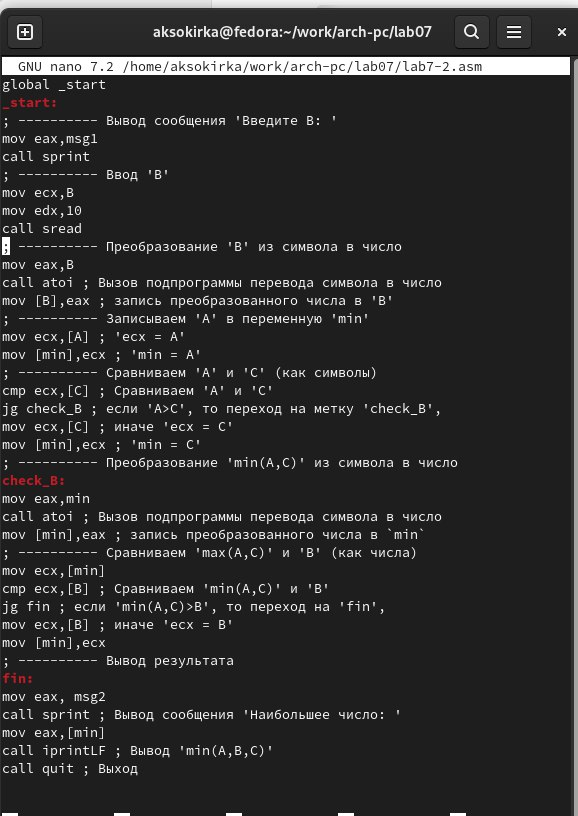 aksokirka@fedora:~/work/arch-pc/lab07
GNU nano 7.2 /home/aksokirka/work/arch-pc/lab07/lab7-2.asm
global _start
_start:
; ---------- Вывод сообщения 'Введите B: '
mov eax,msg1
call sprint
; ---------- Ввод 'B'
mov ecx,B
mov edx,10
call sread
; ---------- Преобразование 'B' из символа в число
mov eax,B
call atoi ; Вызов подпрограммы перевода символа в число
mov [B],eax ; запись преобразованного числа в 'B'
; ---------- Записываем 'A' в переменную 'min'
mov ecx,[A] ; 'ecx = A'
mov [min],ecx ; 'min = A'
; ---------- Сравниваем 'A' и 'С' (как символы)
cmp ecx,[C] ; Сравниваем 'A' и 'С'
jg check_B ; если 'A>C', то переход на метку 'check_B',
mov ecx,[C] ; иначе 'ecx = C'
mov [min],ecx ; 'min = C'
; ---------- Преобразование 'min(A,C)' из символа в число
check_B:
mov eax,min
call atoi ; Вызов подпрограммы перевода символа в число
mov [min],eax ; запись преобразованного числа в `min`
; ---------- Сравниваем 'max(A,C)' и 'B' (как числа)
mov ecx,[min]
cmp ecx,[B] ; Сравниваем 'min(A,C)' и 'B'
jg fin ; если 'min(A,C)>B', то переход на 'fin',
mov ecx,[B] ; иначе 'ecx = B'
mov [min],ecx
; ---------- Вывод результата
fin:
mov eax, msg2
call sprint ; Вывод сообщения 'Наибольшее число: '
mov eax,[min]
call iprintLF ; Вывод 'min(A,B,C)'
call quit ; Выход